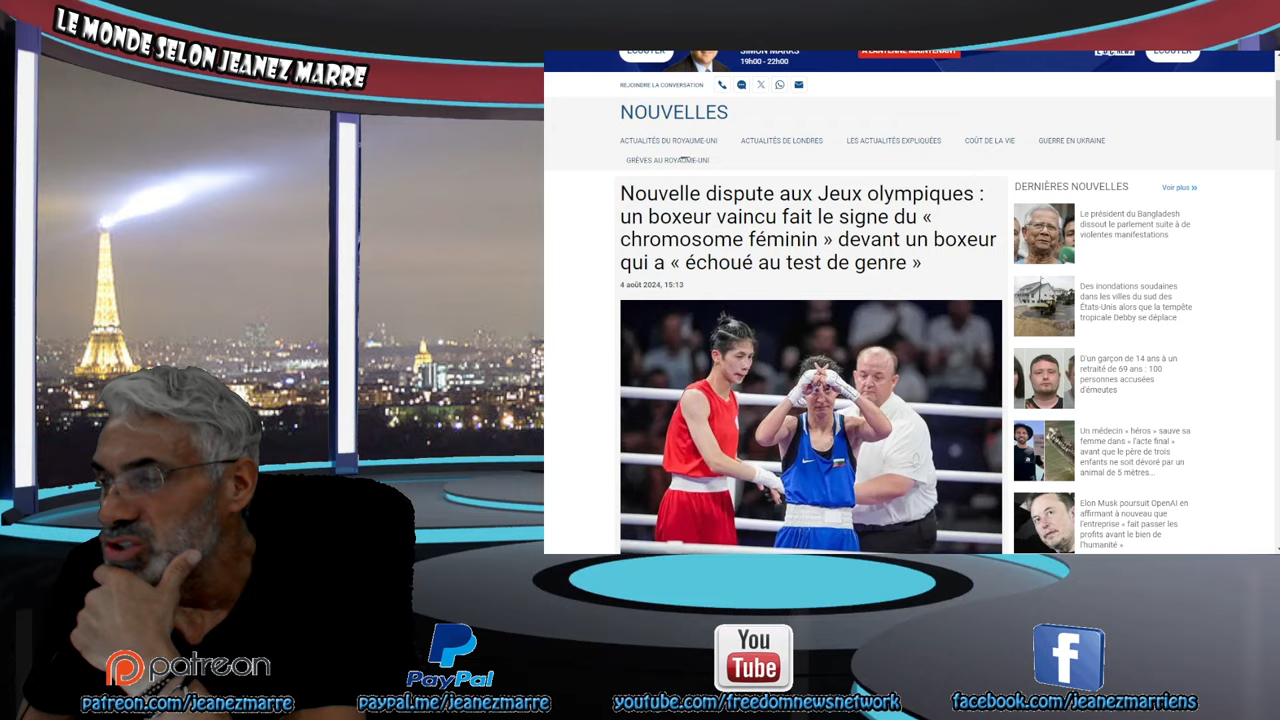 LE MONDE SELON JEANEZ MARRE
ÉCOUTER
SIMON MARKS
19h00 - 22h00
À L'ANTENNE MAINTENANT
LBC NEWS
ÉCOUTER
REJOINDRE LA CONVERSATION
NOUVELLES
ACTUALITÉS DU ROYAUME-UNI
ACTUALITÉS DE LONDRES
LES ACTUALITÉS EXPLIQUÉES
COÛT DE LA VIE
GUERRE EN UKRAINE
GRÈVES AU ROYAUME-UNI
Nouvelle dispute aux Jeux olympiques :
un boxeur vaincu fait le signe du «
chromosome féminin » devant un boxeur
qui a « échoué au test de genre »
4 août 2024, 15:13
DERNIÈRES NOUVELLES
Voir plus »
Le président du Bangladesh
dissout le parlement suite à de
violentes manifestations
Des inondations soudaines
dans les villes du sud des
États-Unis alors que la tempête
tropicale Debby se déplace
D'un garçon de 14 ans à un
retraité de 69 ans : 100
personnes accusées
d'émeutes
Un médecin « héros » sauve sa
femme dans « l'acte final »
avant que le père de trois
enfants ne soit dévoré par un
animal de 5 mètres...
Elon Musk poursuit OpenAI en
affirmant à nouveau que
l'entreprise « fait passer les
profits avant le bien de
l'humanité »
patreon
PayPal
You
Tube
patreon.com/jeanezmarre
paypal.me/jeanezmarre
youtube.com/freedomnewsnetwork
facebook.com/jeanezmarriens